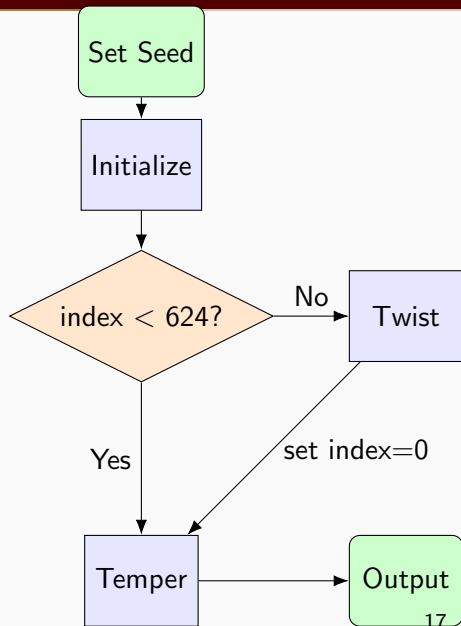 Set Seed
Initialize
index < 624?
No
Twist
Yes
set index=0
Temper
Output
17